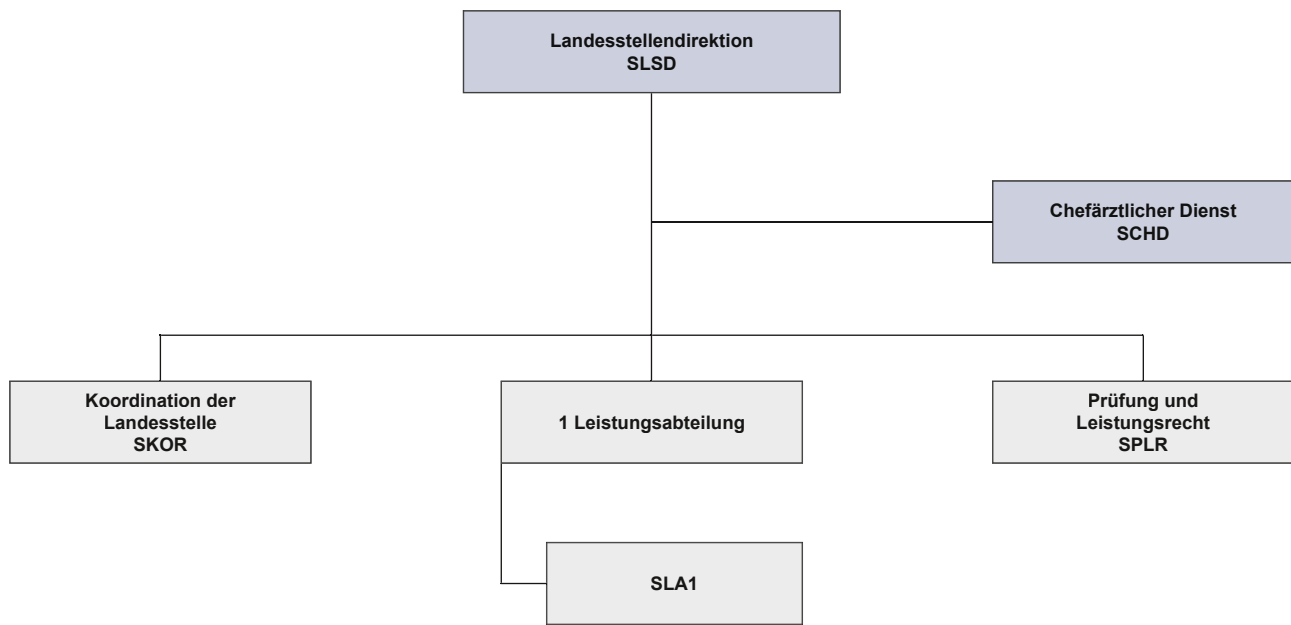 Landesstellendirektion
SLSD
Chefärztlicher Dienst
SCHD
Koordination der
Landesstelle
SKOR
1 Leistungsabteilung
Prüfung und
Leistungsrecht
SPLR
SLA1